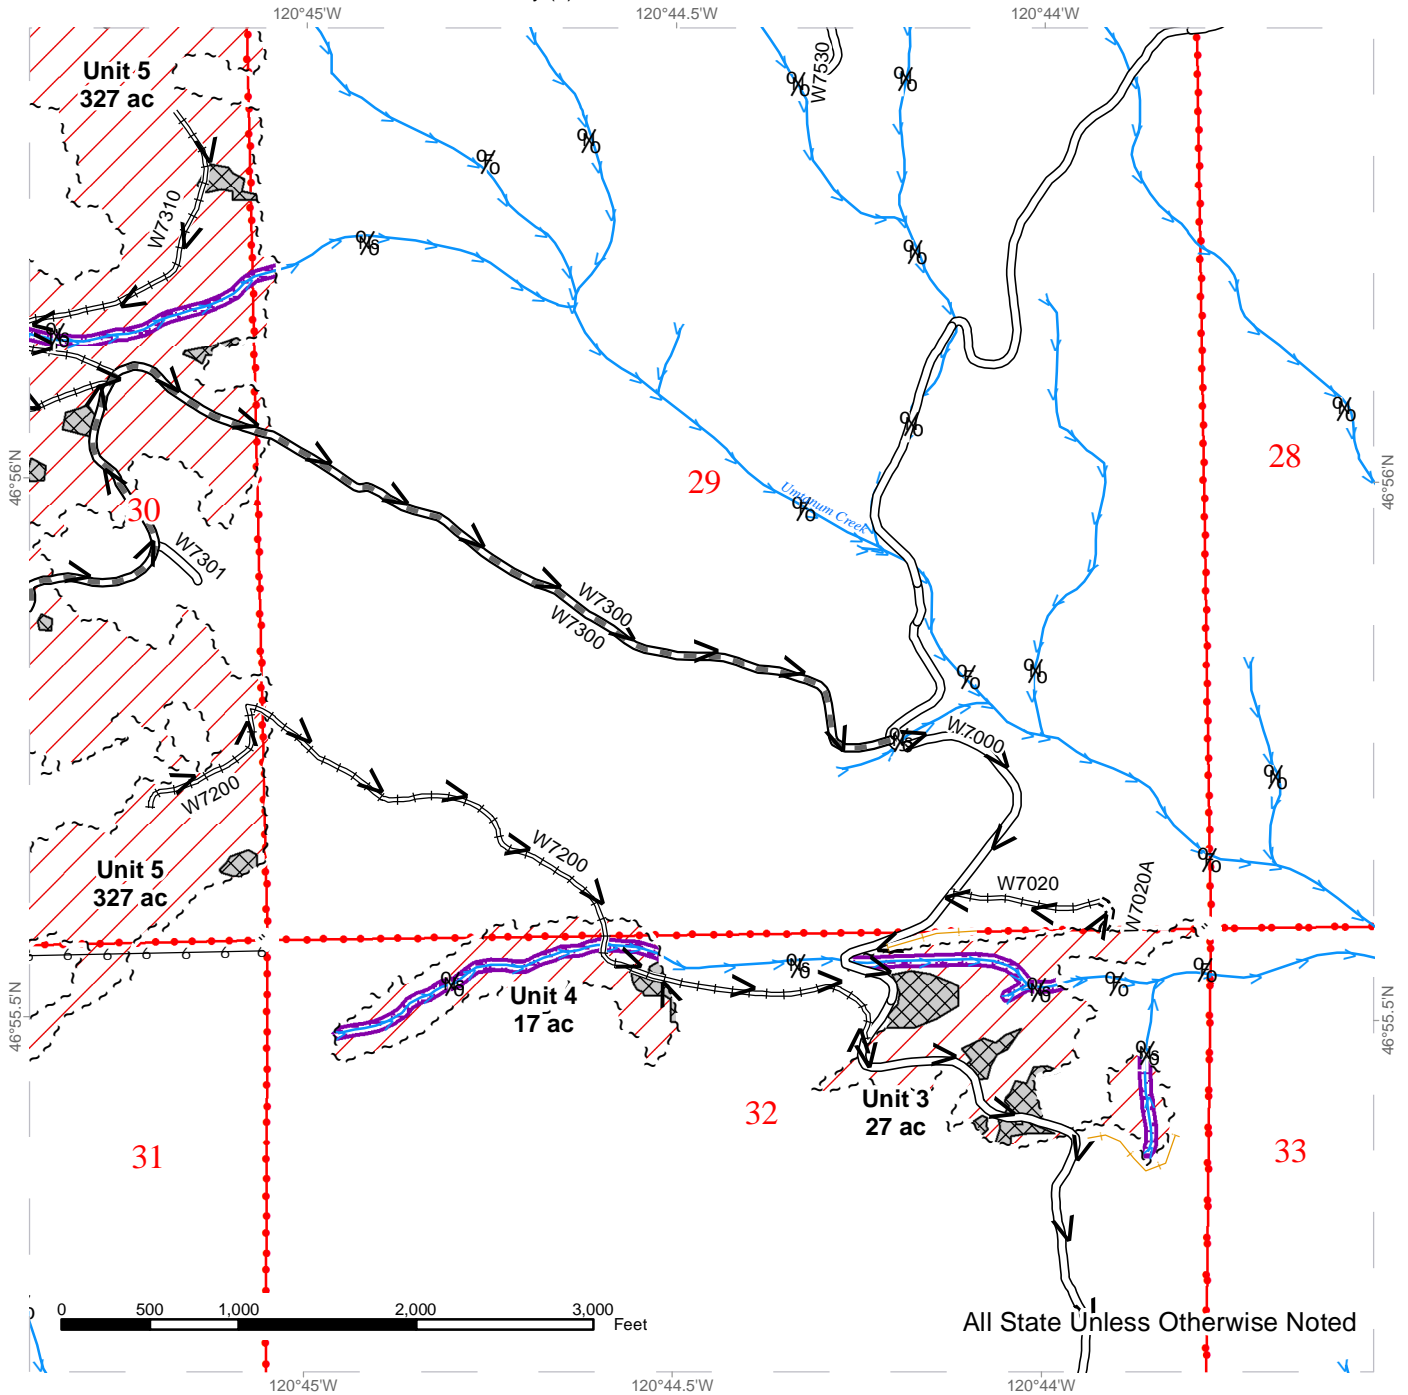 120°45'W
120°44.5'W
120°44'W
Unit 5
327 ac
W7530
W7310
46°56'N
46°56'N
29
28
30
Umtanum Creek
W7301
W7300
W7300
W7000
W7200
W7200
Unit 5
327 ac
W7020
W7020A
Unit 4
17 ac
46°55.5'N
46°55.5'N
Unit 3
27 ac
32
31
33
0 500 1,000 2,000 3,000
Feet
All State Unless Otherwise Noted
120°45'W
120°44.5'W
120°44'W